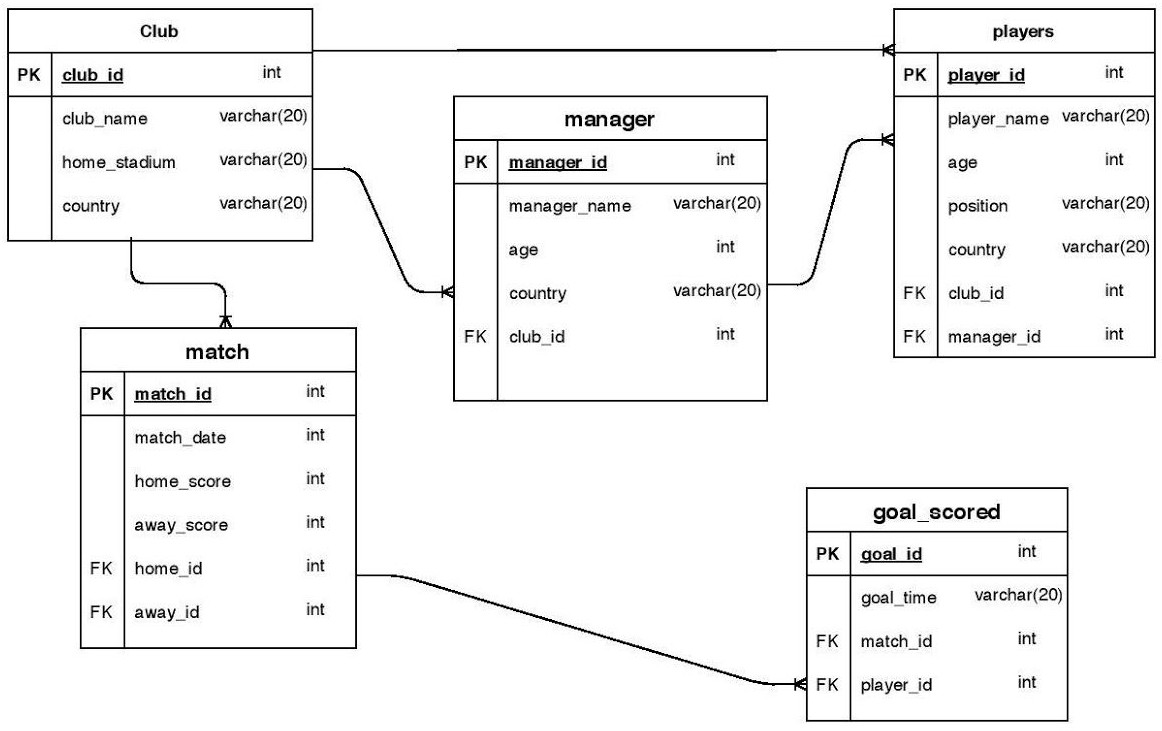 Club
PK club_id int
club_name varchar(20)
home_stadium varchar(20)
country varchar(20)
players
PK player_id int
player_name varchar(20)
age int
position varchar(20)
country varchar(20)
FK club_id int
FK manager_id int
manager
PK manager_id int
manager_name varchar(20)
age int
country varchar(20)
FK club_id int
match
PK match_id int
match_date int
home_score int
away_score int
FK home_id int
FK away_id int
goal_scored
PK goal_id int
goal_time varchar(20)
FK match_id int
FK player_id int